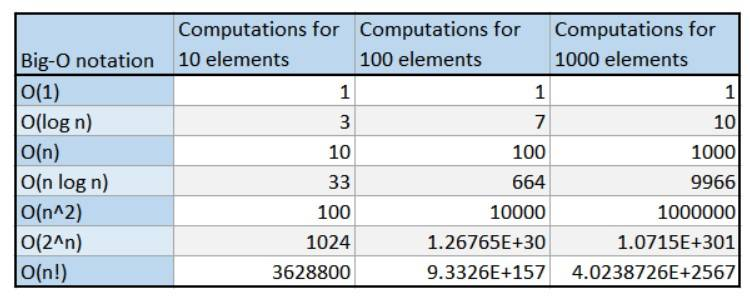 Big-O notation Computations for 10 elements Computations for 100 elements Computations for 1000 elements
O(1) 1 1 1
O(log n) 3 7 10
O(n) 10 100 1000
O(n log n) 33 664 9966
O(n^2) 100 10000 1000000
O(2^n) 1024 1.26765E+30 1.0715E+301
O(n!) 3628800 9.3326E+157 4.0238726E+2567